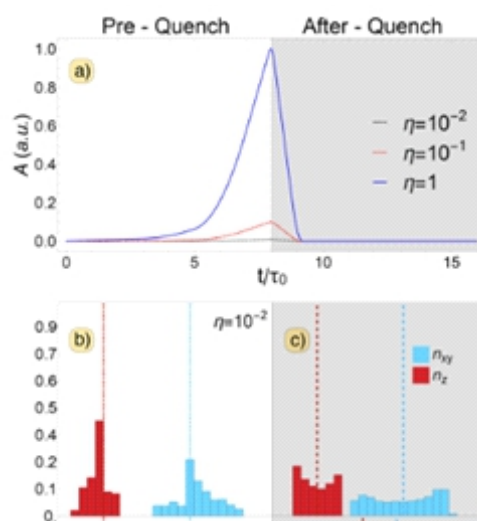 Pre - Quench After - Quench
a)
A (a.u.)
1.0
0.8
0.6
0.4
0.2
0.0
η=10⁻²
η=10⁻¹
η=1
0 5 10 15
t/τ₀
b) η=10⁻² c)
0.9
0.8
0.7
0.6
0.5
0.4
0.3
0.2
0.1
0
n_xy
n_z